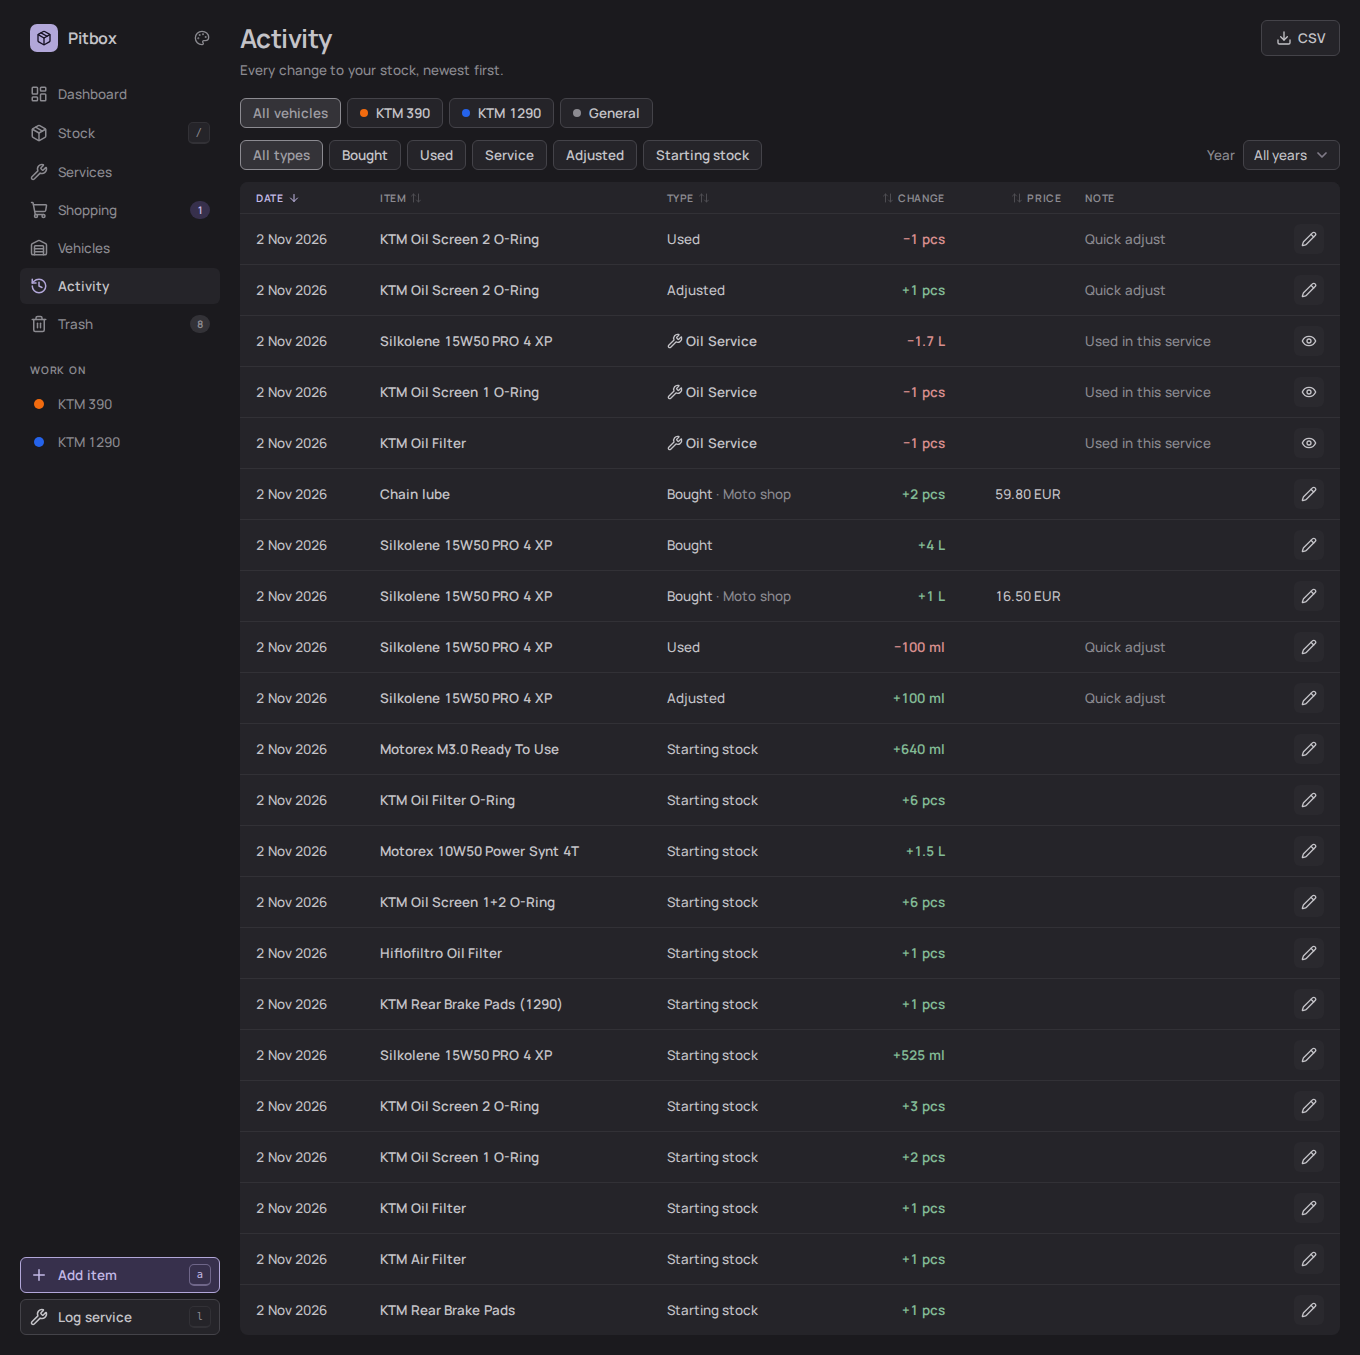 Pitbox
Dashboard
Stock /
Services
Shopping 1
Vehicles
Activity
Trash 8
WORK ON
KTM 390
KTM 1290
Add item a
Log service l
Activity
CSV
Every change to your stock, newest first.
All vehicles KTM 390 KTM 1290 General
All types Bought Used Service Adjusted Starting stock Year All years
DATE ITEM TYPE CHANGE PRICE NOTE
2 Nov 2026 KTM Oil Screen 2 O-Ring Used −1 pcs Quick adjust
2 Nov 2026 KTM Oil Screen 2 O-Ring Adjusted +1 pcs Quick adjust
2 Nov 2026 Silkolene 15W50 PRO 4 XP Oil Service −1.7 L Used in this service
2 Nov 2026 KTM Oil Screen 1 O-Ring Oil Service −1 pcs Used in this service
2 Nov 2026 KTM Oil Filter Oil Service −1 pcs Used in this service
2 Nov 2026 Chain lube Bought · Moto shop +2 pcs 59.80 EUR
2 Nov 2026 Silkolene 15W50 PRO 4 XP Bought +4 L
2 Nov 2026 Silkolene 15W50 PRO 4 XP Bought · Moto shop +1 L 16.50 EUR
2 Nov 2026 Silkolene 15W50 PRO 4 XP Used −100 ml Quick adjust
2 Nov 2026 Silkolene 15W50 PRO 4 XP Adjusted +100 ml Quick adjust
2 Nov 2026 Motorex M3.0 Ready To Use Starting stock +640 ml
2 Nov 2026 KTM Oil Filter O-Ring Starting stock +6 pcs
2 Nov 2026 Motorex 10W50 Power Synt 4T Starting stock +1.5 L
2 Nov 2026 KTM Oil Screen 1+2 O-Ring Starting stock +6 pcs
2 Nov 2026 Hiflofiltro Oil Filter Starting stock +1 pcs
2 Nov 2026 KTM Rear Brake Pads (1290) Starting stock +1 pcs
2 Nov 2026 Silkolene 15W50 PRO 4 XP Starting stock +525 ml
2 Nov 2026 KTM Oil Screen 2 O-Ring Starting stock +3 pcs
2 Nov 2026 KTM Oil Screen 1 O-Ring Starting stock +2 pcs
2 Nov 2026 KTM Oil Filter Starting stock +1 pcs
2 Nov 2026 KTM Air Filter Starting stock +1 pcs
2 Nov 2026 KTM Rear Brake Pads Starting stock +1 pcs